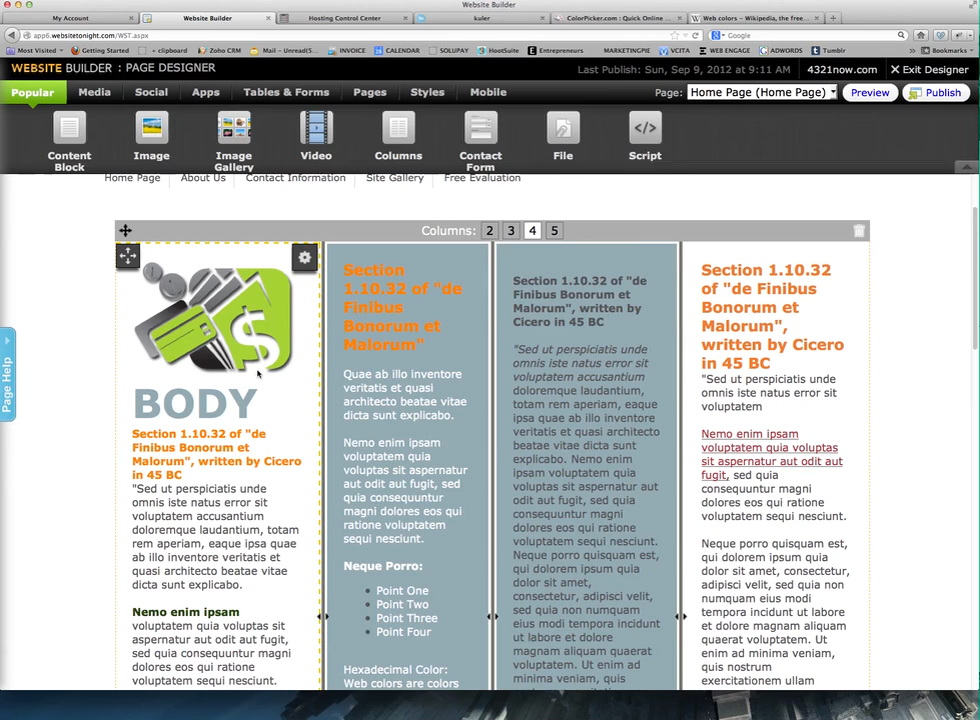 Website Builder
My Account
Website Builder
Hosting Control Center
kuler
ColorPicker.com : Quick Online ...
Web colors – Wikipedia, the free...
app6.websitetonight.com/WST.aspx
Google
Most Visited
Getting Started
+ clipboard
Zoho CRM
Mail — Unread(5...
INVOICE
CALENDAR
SOLUPAY
HootSuite
Entrepreneurs
MARKETINGPIE
VCITA
WEB ENGAGE
ADWORDS
Tumblr
Bookmarks
WEBSITE BUILDER : PAGE DESIGNER
Last Publish: Sun, Sep 9, 2012 @ 9:11 AM
4321now.com
Exit Designer
Popular
Media
Social
Apps
Tables & Forms
Pages
Styles
Mobile
Page:
Home Page (Home Page)
Preview
Publish
Content
Block
Image
Image
Gallery
Video
Columns
Contact
Form
File
Script
Home Page
About Us
Contact Information
Site Gallery
Free Evaluation
Columns: 2 3 4 5
Page Help
$
BODY
Section 1.10.32 of "de
Finibus Bonorum et
Malorum", written by Cicero
in 45 BC
"Sed ut perspiciatis unde
omnis iste natus error sit
voluptatem accusantium
doloremque laudantium, totam
rem aperiam, eaque ipsa quae
ab illo inventore veritatis et
quasi architecto beatae vitae
dicta sunt explicabo.
Nemo enim ipsam
voluptatem quia voluptas sit
aspernatur aut odit aut fugit,
sed quia consequuntur magni
dolores eos qui ratione
voluptatem sequi nesciunt.
Section
1.10.32 of "de
Finibus
Bonorum et
Malorum"
Quae ab illo inventore
veritatis et quasi
architecto beatae vitae
dicta sunt explicabo.
Nemo enim ipsam
voluptatem quia
voluptas sit aspernatur
aut odit aut fugit, sed
quia consequuntur
magni dolores eos qui
ratione voluptatem
sequi nesciunt.
Neque Porro:
Point One
Point Two
Point Three
Point Four
Hexadecimal Color:
Web colors are colors
Section 1.10.32 of "de
Finibus Bonorum et
Malorum", written by
Cicero in 45 BC
"Sed ut perspiciatis unde
omnis iste natus error sit
voluptatem accusantium
doloremque laudantium,
totam rem aperiam, eaque
ipsa quae ab illo inventore
veritatis et quasi architecto
beatae vitae dicta sunt
explicabo. Nemo enim
ipsam voluptatem quia
voluptas sit aspernatur aut
odit aut fugit, sed quia
consequuntur magni
dolores eos qui ratione
voluptatem sequi nesciunt.
Neque porro quisquam est,
qui dolorem ipsum quia
dolor sit amet,
consectetur, adipisci velit,
sed quia non numquam
eius modi tempora incidunt
ut labore et dolore
magnam aliquam quaerat
voluptatem. Ut enim ad
minima veniam, quis
Section 1.10.32
of "de Finibus
Bonorum et
Malorum",
written by Cicero
in 45 BC
"Sed ut perspiciatis unde
omnis iste natus error sit
voluptatem
Nemo enim ipsam
voluptatem quia voluptas
sit aspernatur aut odit aut
fugit, sed quia
consequuntur magni
dolores eos qui ratione
voluptatem sequi nesciunt.
Neque porro quisquam est,
qui dolorem ipsum quia
dolor sit amet, consectetur,
adipisci velit, sed quia non
numquam eius modi
tempora incidunt ut labore
et dolore magnam aliquam
quaerat voluptatem. Ut
enim ad minima veniam,
quis nostrum
exercitationem ullam